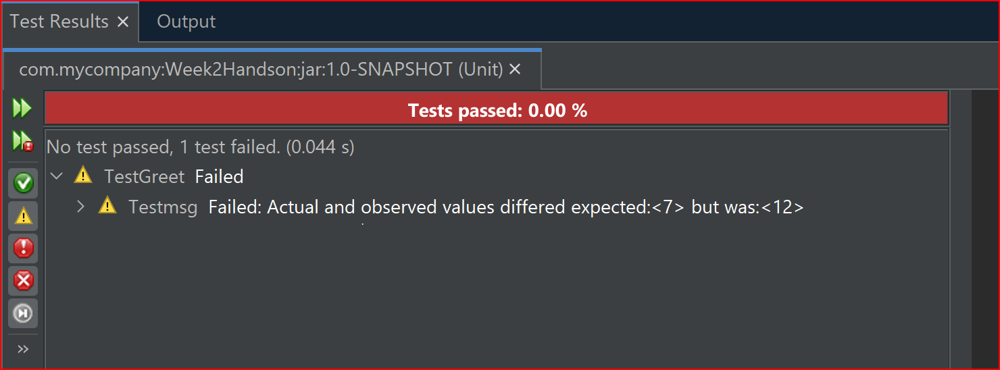 Test Results × Output
com.mycompany:Week2Handson:jar:1.0-SNAPSHOT (Unit) ×
Tests passed: 0.00 %
No test passed, 1 test failed. (0.044 s)
TestGreet Failed
Testmsg Failed: Actual and observed values differed expected:<7> but was:<12>